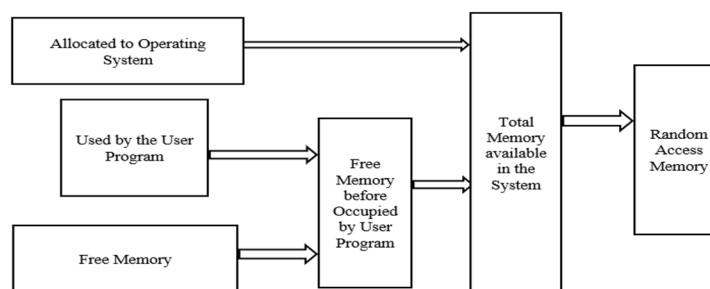 Allocated to Operating
System
Used by the User
Program
Free Memory
Free
Memory
before
Occupied
by User
Program
Total
Memory
available
in the
System
Random
Access
Memory